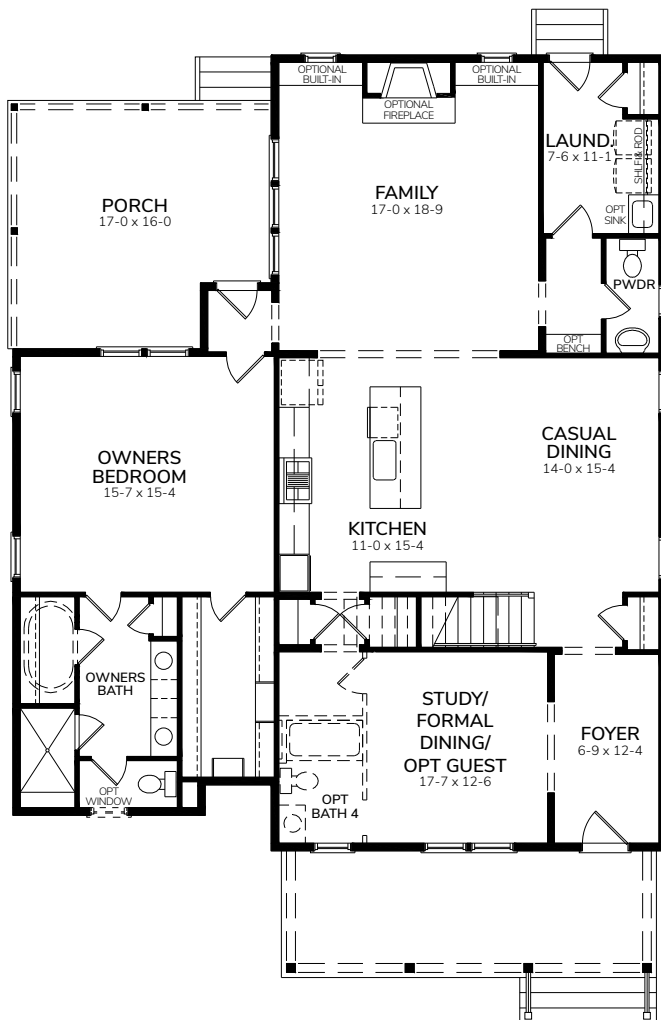 OPTIONAL
BUILT-IN
OPTIONAL
FIREPLACE
OPTIONAL
BUILT-IN
LAUND.
7-6 x 11-1
SHLF & ROD
OPT
SINK
PORCH
17-0 x 16-0
FAMILY
17-0 x 18-9
PWDR
OPT
BENCH
OWNERS
BEDROOM
15-7 x 15-4
CASUAL
DINING
14-0 x 15-4
KITCHEN
11-0 x 15-4
OWNERS
BATH
OPT
WINDOW
STUDY/
FORMAL
DINING/
OPT GUEST
17-7 x 12-6
OPT
BATH 4
FOYER
6-9 x 12-4